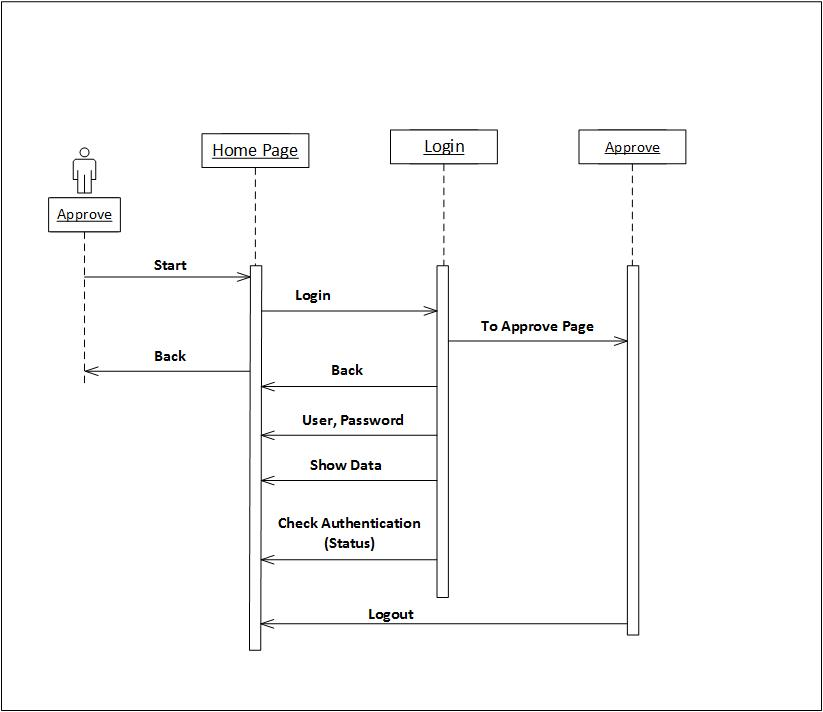 Home Page
Login
Approve
Approve
Start
Login
To Approve Page
Back
Back
User, Password
Show Data
Check Authentication
(Status)
Logout